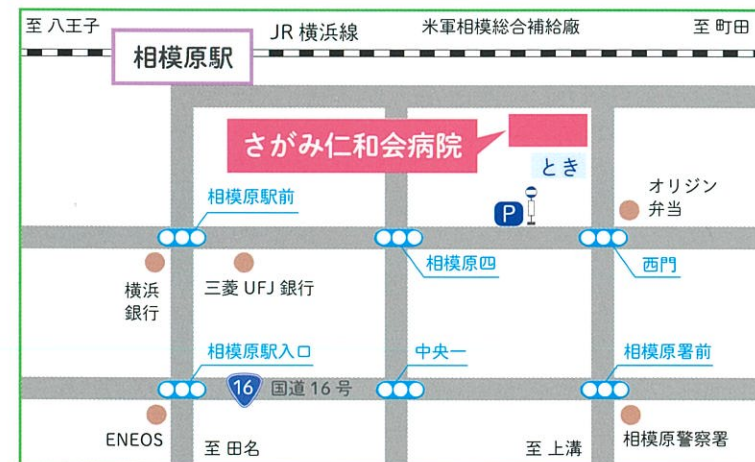 至 八王子
JR 横浜線
米軍相模総合補給廠
至 町田
相模原駅
さがみ仁和会病院
とき
オリジン
弁当
相模原駅前
P
相模原四
西門
横浜
銀行
三菱 UFJ 銀行
相模原駅入口
中央一
相模原署前
16
国道 16 号
ENEOS
至 田名
至 上溝
相模原警察署